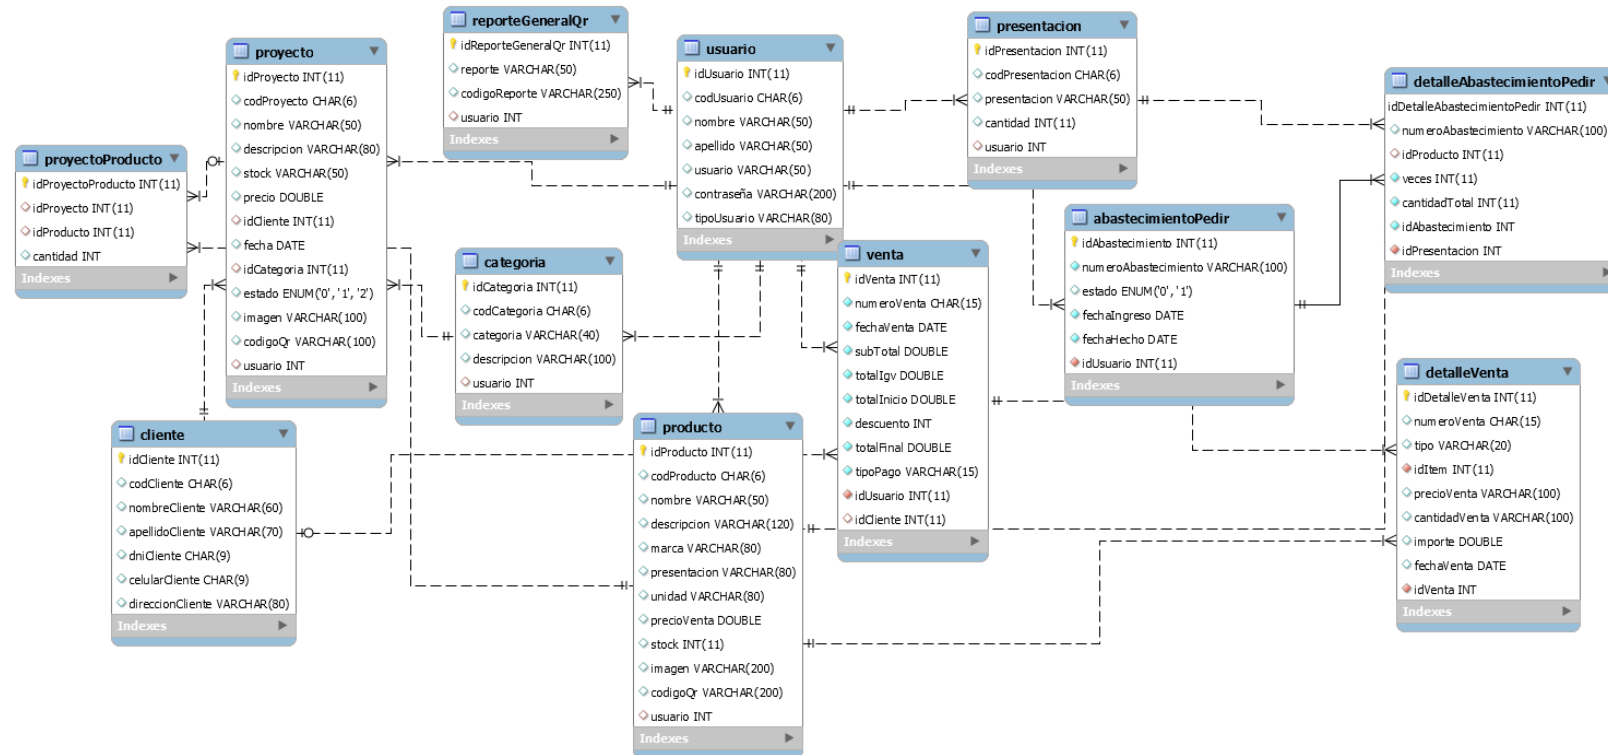 reporteGeneralQr
idReporteGeneralQr INT(11)
reporte VARCHAR(50)
codigoReporte VARCHAR(250)
usuario INT
Indexes
proyecto
idProyecto INT(11)
codProyecto CHAR(6)
nombre VARCHAR(50)
descripcion VARCHAR(80)
stock VARCHAR(50)
precio DOUBLE
idCliente INT(11)
fecha DATE
idCategoria INT(11)
estado ENUM('0', '1', '2')
imagen VARCHAR(100)
codigoQr VARCHAR(100)
usuario INT
Indexes
usuario
idUsuario INT(11)
codUsuario CHAR(6)
nombre VARCHAR(50)
apellido VARCHAR(50)
usuario VARCHAR(50)
contraseña VARCHAR(200)
tipoUsuario VARCHAR(80)
Indexes
presentacion
idPresentacion INT(11)
codPresentacion CHAR(6)
presentacion VARCHAR(50)
cantidad INT(11)
usuario INT
Indexes
detalleAbastecimientoPedir
idDetalleAbastecimientoPedir INT(11)
numeroAbastecimiento VARCHAR(100)
idProducto INT(11)
veces INT(11)
cantidadTotal INT(11)
idAbastecimiento INT
idPresentacion INT
Indexes
proyectoProducto
idProyectoProducto INT(11)
idProyecto INT(11)
idProducto INT(11)
cantidad INT
Indexes
abastecimientoPedir
idAbastecimiento INT(11)
numeroAbastecimiento VARCHAR(100)
estado ENUM('0', '1')
fechaIngreso DATE
fechaHecho DATE
idUsuario INT(11)
Indexes
categoria
idCategoria INT(11)
codCategoria CHAR(6)
categoria VARCHAR(40)
descripcion VARCHAR(100)
usuario INT
Indexes
venta
idVenta INT(11)
numeroVenta CHAR(15)
fechaVenta DATE
subTotal DOUBLE
totalIgv DOUBLE
totalInicio DOUBLE
descuento INT
totalFinal DOUBLE
tipoPago VARCHAR(15)
idUsuario INT(11)
idCliente INT(11)
Indexes
detalleVenta
idDetalleVenta INT(11)
numeroVenta CHAR(15)
tipo VARCHAR(20)
idItem INT(11)
precioVenta VARCHAR(100)
cantidadVenta VARCHAR(100)
importe DOUBLE
fechaVenta DATE
idVenta INT
Indexes
cliente
idCliente INT(11)
codCliente CHAR(6)
nombreCliente VARCHAR(60)
apellidoCliente VARCHAR(70)
dniCliente CHAR(9)
celularCliente CHAR(9)
direccionCliente VARCHAR(80)
Indexes
producto
idProducto INT(11)
codProducto CHAR(6)
nombre VARCHAR(50)
descripcion VARCHAR(120)
marca VARCHAR(80)
presentacion VARCHAR(80)
unidad VARCHAR(80)
precioVenta DOUBLE
stock INT(11)
imagen VARCHAR(200)
codigoQr VARCHAR(200)
usuario INT
Indexes